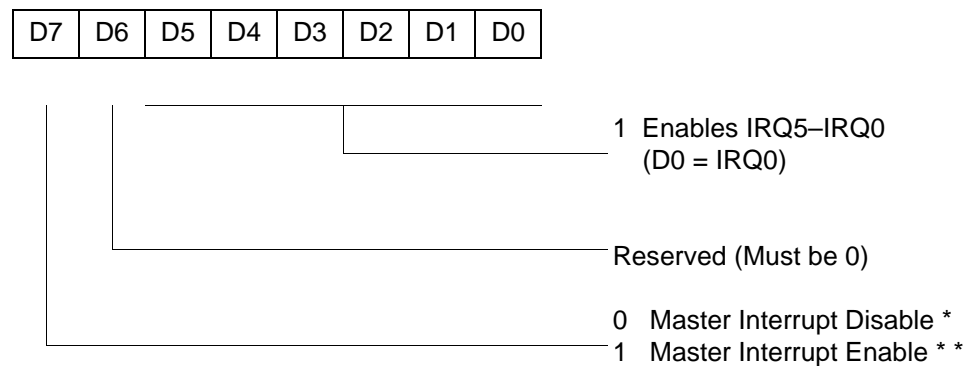 D7 D6 D5 D4 D3 D2 D1 D0
1 Enables IRQ5–IRQ0
(D0 = IRQ0)
Reserved (Must be 0)
0 Master Interrupt Disable *
1 Master Interrupt Enable * *